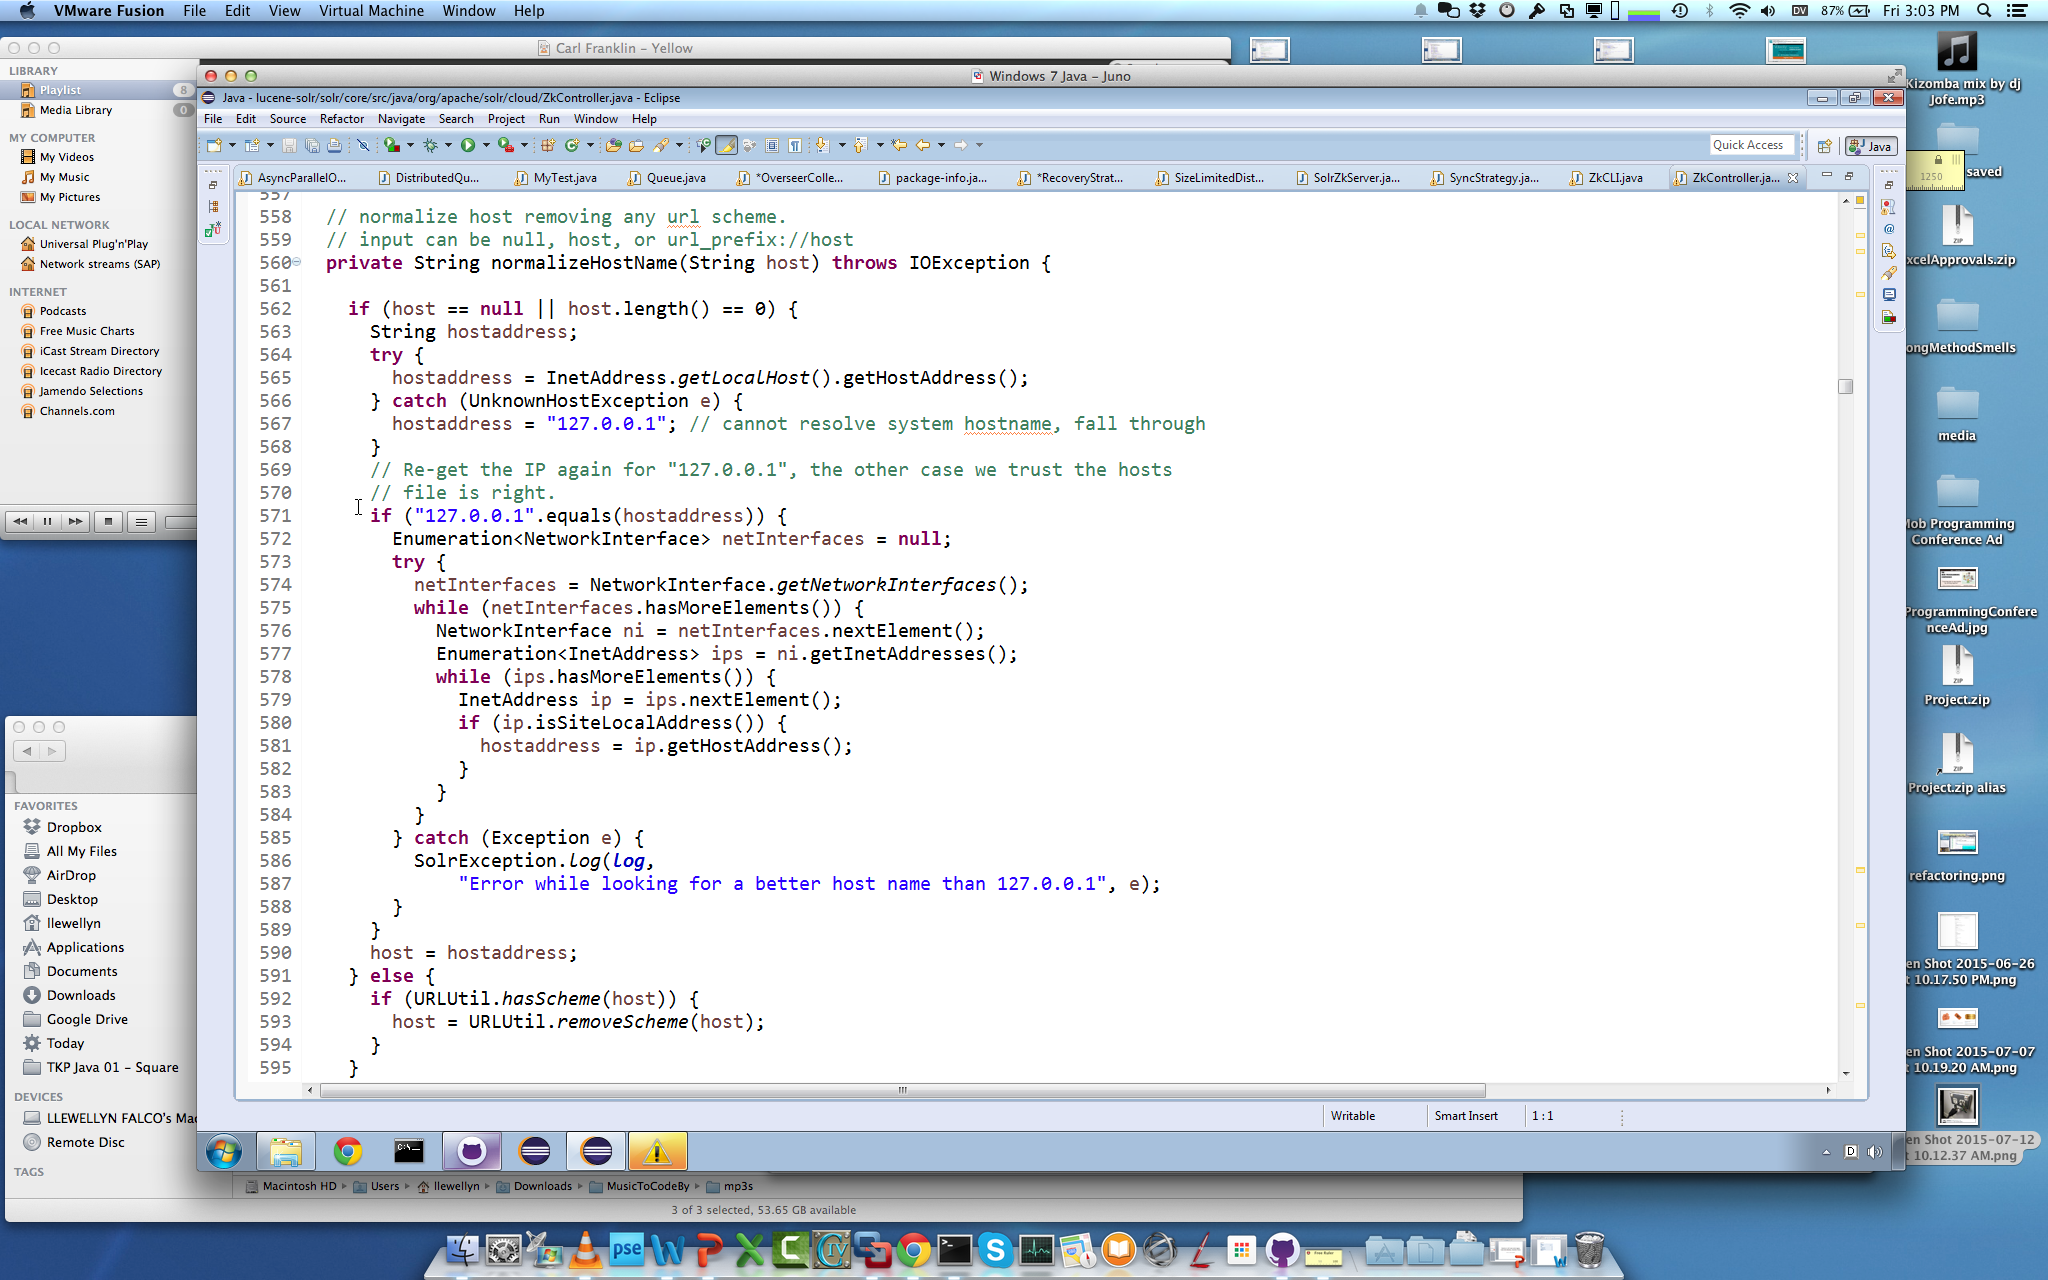 VMware Fusion File Edit View Virtual Machine Window Help
DV 87% Fri 3:03 PM
Carl Franklin – Yellow
LIBRARY
Playlist 8
Media Library 0
MY COMPUTER
My Videos
My Music
My Pictures
LOCAL NETWORK
Universal Plug'n'Play
Network streams (SAP)
INTERNET
Podcasts
Free Music Charts
iCast Stream Directory
Icecast Radio Directory
Jamendo Selections
Channels.com
FAVORITES
Dropbox
All My Files
AirDrop
Desktop
llewellyn
Applications
Documents
Downloads
Google Drive
Today
TKP Java 01 – Square
DEVICES
LLEWELLYN FALCO's Mac
Remote Disc
TAGS
Windows 7 Java – Juno
Java - lucene-solr/solr/core/src/java/org/apache/solr/cloud/ZkController.java - Eclipse
File Edit Source Refactor Navigate Search Project Run Window Help
Quick Access Java
AsyncParallelO... DistributedQu... MyTest.java Queue.java *OverseerColle... package-info.ja... *RecoveryStrat... SizeLimitedDist... SolrZkServer.ja... SyncStrategy.ja... ZkCLI.java ZkController.ja...
557
558 // normalize host removing any url scheme.
559 // input can be null, host, or url_prefix://host
560 private String normalizeHostName(String host) throws IOException {
561
562 if (host == null || host.length() == 0) {
563 String hostaddress;
564 try {
565 hostaddress = InetAddress.getLocalHost().getHostAddress();
566 } catch (UnknownHostException e) {
567 hostaddress = "127.0.0.1"; // cannot resolve system hostname, fall through
568 }
569 // Re-get the IP again for "127.0.0.1", the other case we trust the hosts
570 // file is right.
571 if ("127.0.0.1".equals(hostaddress)) {
572 Enumeration<NetworkInterface> netInterfaces = null;
573 try {
574 netInterfaces = NetworkInterface.getNetworkInterfaces();
575 while (netInterfaces.hasMoreElements()) {
576 NetworkInterface ni = netInterfaces.nextElement();
577 Enumeration<InetAddress> ips = ni.getInetAddresses();
578 while (ips.hasMoreElements()) {
579 InetAddress ip = ips.nextElement();
580 if (ip.isSiteLocalAddress()) {
581 hostaddress = ip.getHostAddress();
582 }
583 }
584 }
585 } catch (Exception e) {
586 SolrException.log(log,
587 "Error while looking for a better host name than 127.0.0.1", e);
588 }
589 }
590 host = hostaddress;
591 } else {
592 if (URLUtil.hasScheme(host)) {
593 host = URLUtil.removeScheme(host);
594 }
595 }
Writable Smart Insert 1 : 1
D
Macintosh HD Users llewellyn Downloads MusicToCodeBy mp3s
3 of 3 selected, 53.65 GB available
Kizomba mix by dj
Jofe.mp3
saved
1250
ZIP
xcelApprovals.zip
ongMethodSmells
media
Mob Programming
Conference Ad
ProgrammingConfere
nceAd.jpg
ZIP
Project.zip
ZIP
Project.zip alias
refactoring.png
en Shot 2015-06-26
t 10.17.50 PM.png
en Shot 2015-07-07
t 10.19.20 AM.png
en Shot 2015-07-12
t 10.12.37 AM.png
pse